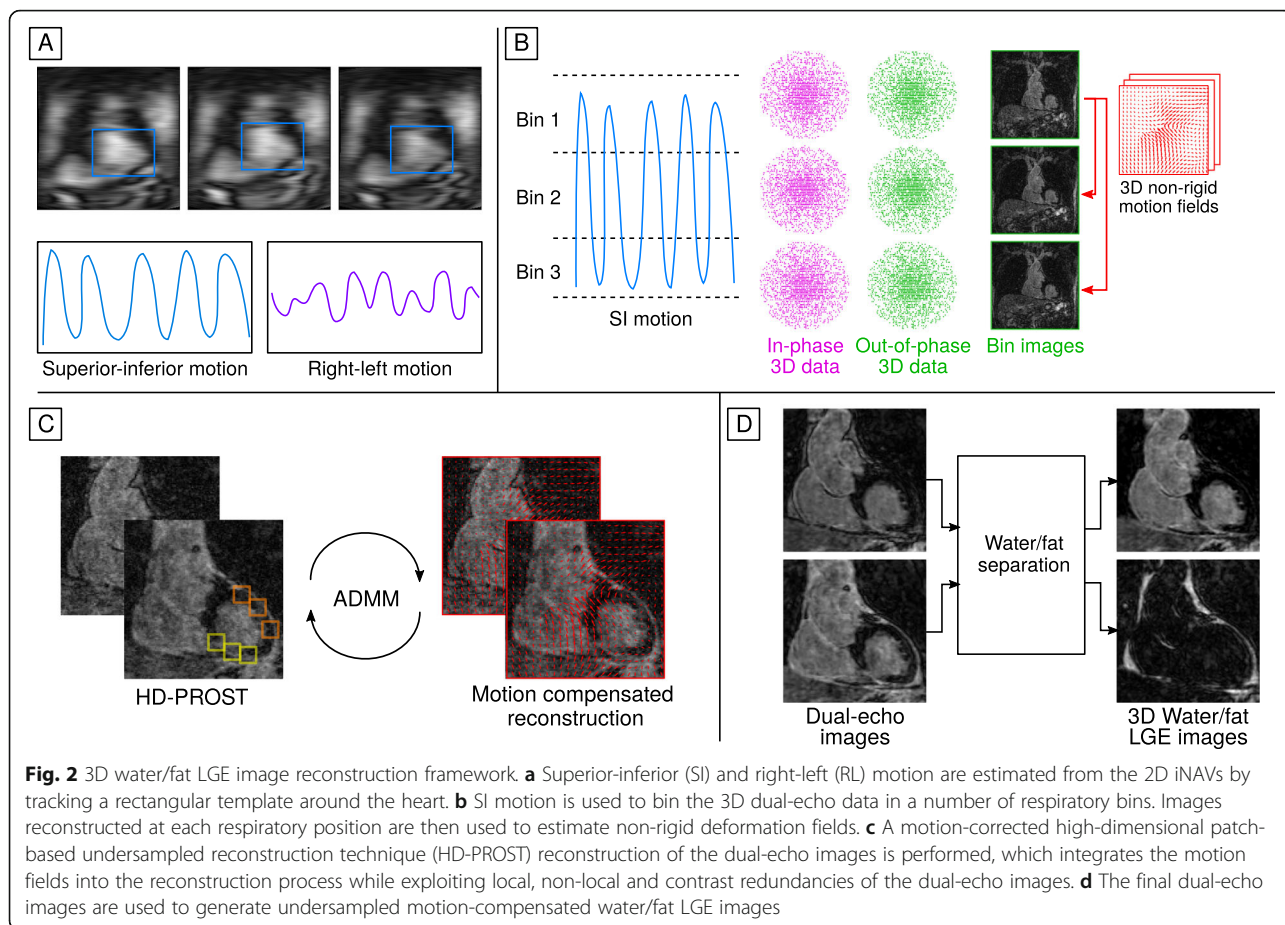 A
Superior-inferior motion
Right-left motion
B
Bin 1
Bin 2
Bin 3
SI motion
In-phase
3D data
Out-of-phase
3D data
Bin images
3D non-rigid
motion fields
C
HD-PROST
ADMM
Motion compensated
reconstruction
D
Dual-echo
images
Water/fat
separation
3D Water/fat
LGE images
Fig. 2 3D water/fat LGE image reconstruction framework. a Superior-inferior (SI) and right-left (RL) motion are estimated from the 2D iNAVs by
tracking a rectangular template around the heart. b SI motion is used to bin the 3D dual-echo data in a number of respiratory bins. Images
reconstructed at each respiratory position are then used to estimate non-rigid deformation fields. c A motion-corrected high-dimensional patch-
based undersampled reconstruction technique (HD-PROST) reconstruction of the dual-echo images is performed, which integrates the motion
fields into the reconstruction process while exploiting local, non-local and contrast redundancies of the dual-echo images. d The final dual-echo
images are used to generate undersampled motion-compensated water/fat LGE images